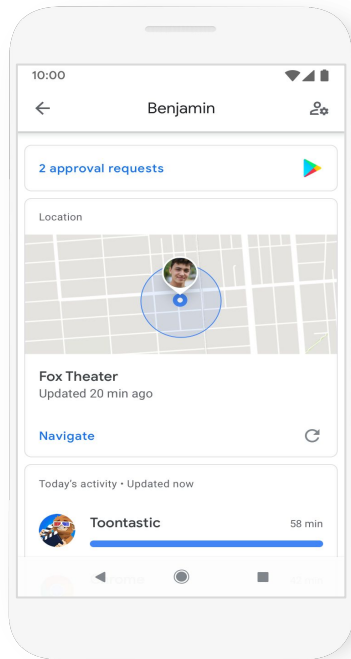 10:00
Benjamin
2 approval requests
Location
Fox Theater
Updated 20 min ago
Navigate
Today's activity • Updated now
Toontastic
58 min